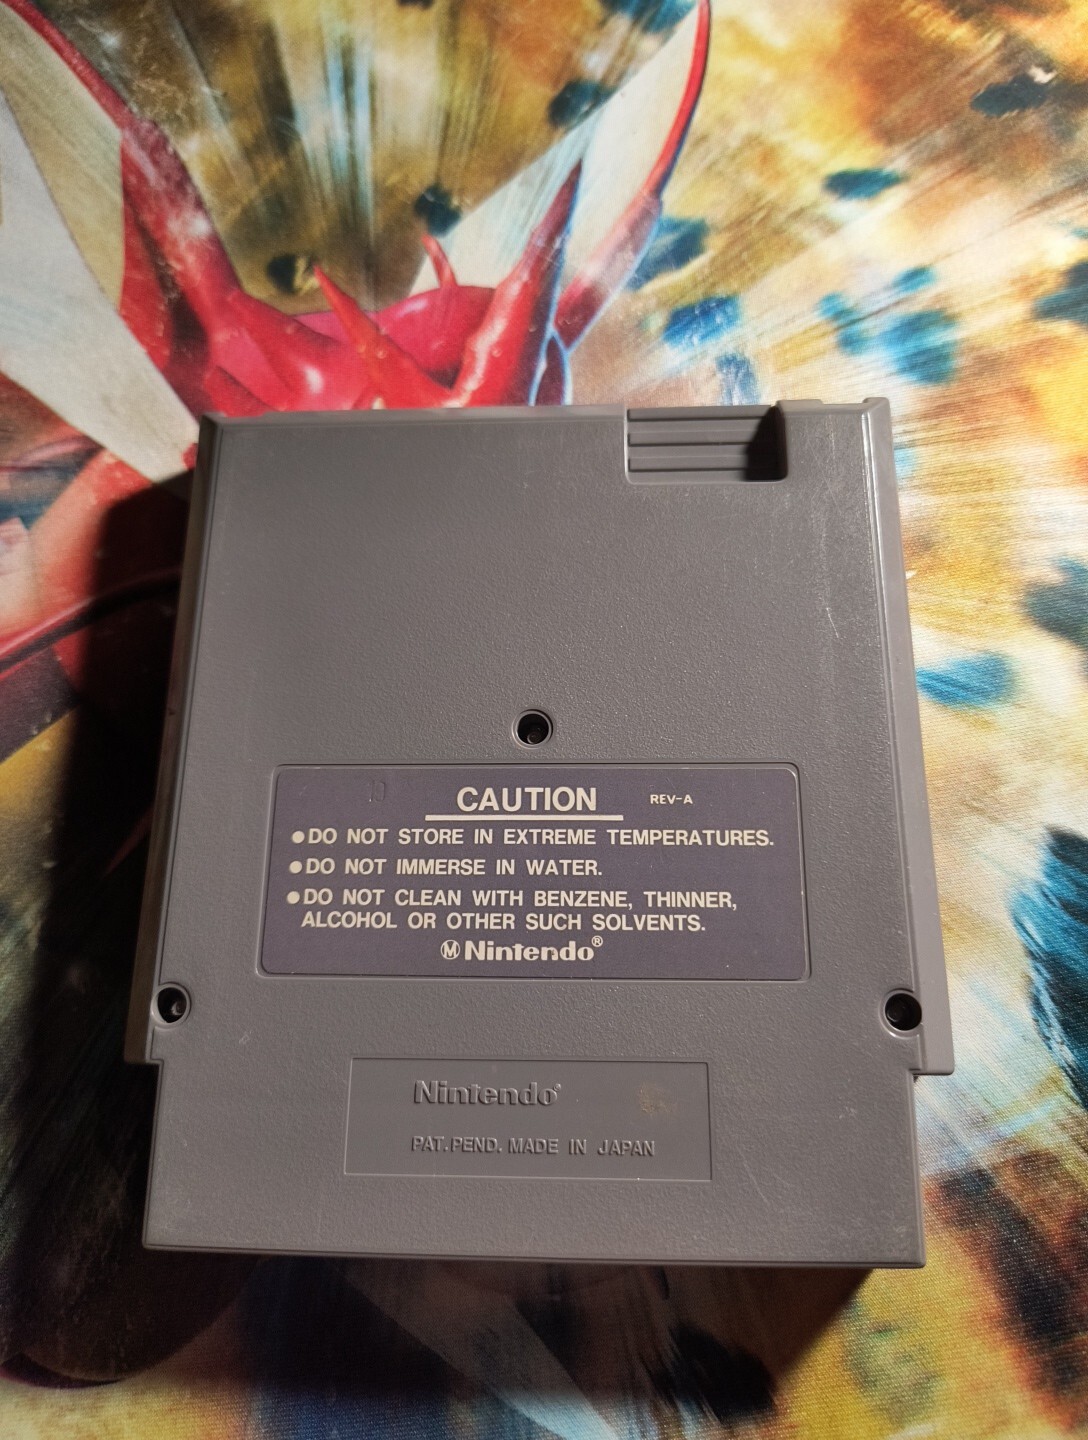 CAUTION REV-A
●DO NOT STORE IN EXTREME TEMPERATURES.
●DO NOT IMMERSE IN WATER.
●DO NOT CLEAN WITH BENZENE, THINNER,
ALCOHOL OR OTHER SUCH SOLVENTS.
Ⓜ Nintendo®
Nintendo®
PAT. PEND. MADE IN JAPAN